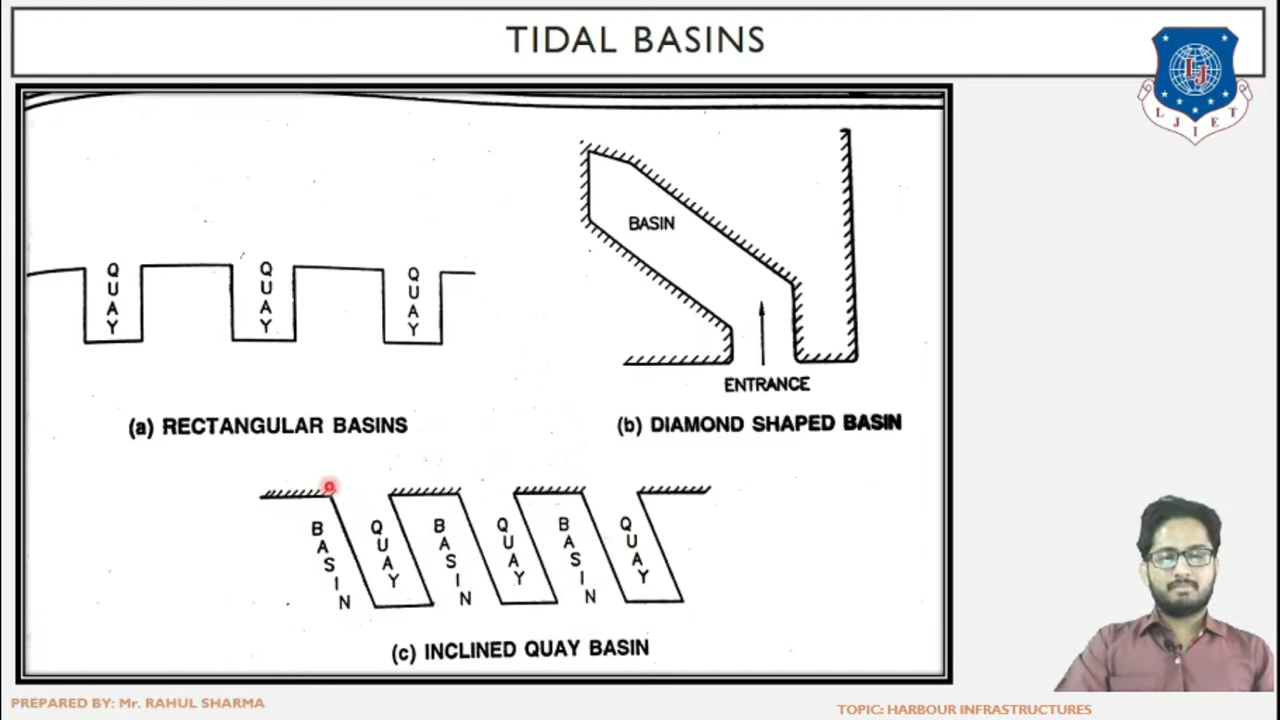 TIDAL BASINS
LJ
L J I E T
QUAY
QUAY
QUAY
BASIN
ENTRANCE
(a) RECTANGULAR BASINS
(b) DIAMOND SHAPED BASIN
BASIN
QUAY
BASIN
QUAY
BASIN
QUAY
(c) INCLINED QUAY BASIN
PREPARED BY: Mr. RAHUL SHARMA
TOPIC: HARBOUR INFRASTRUCTURES